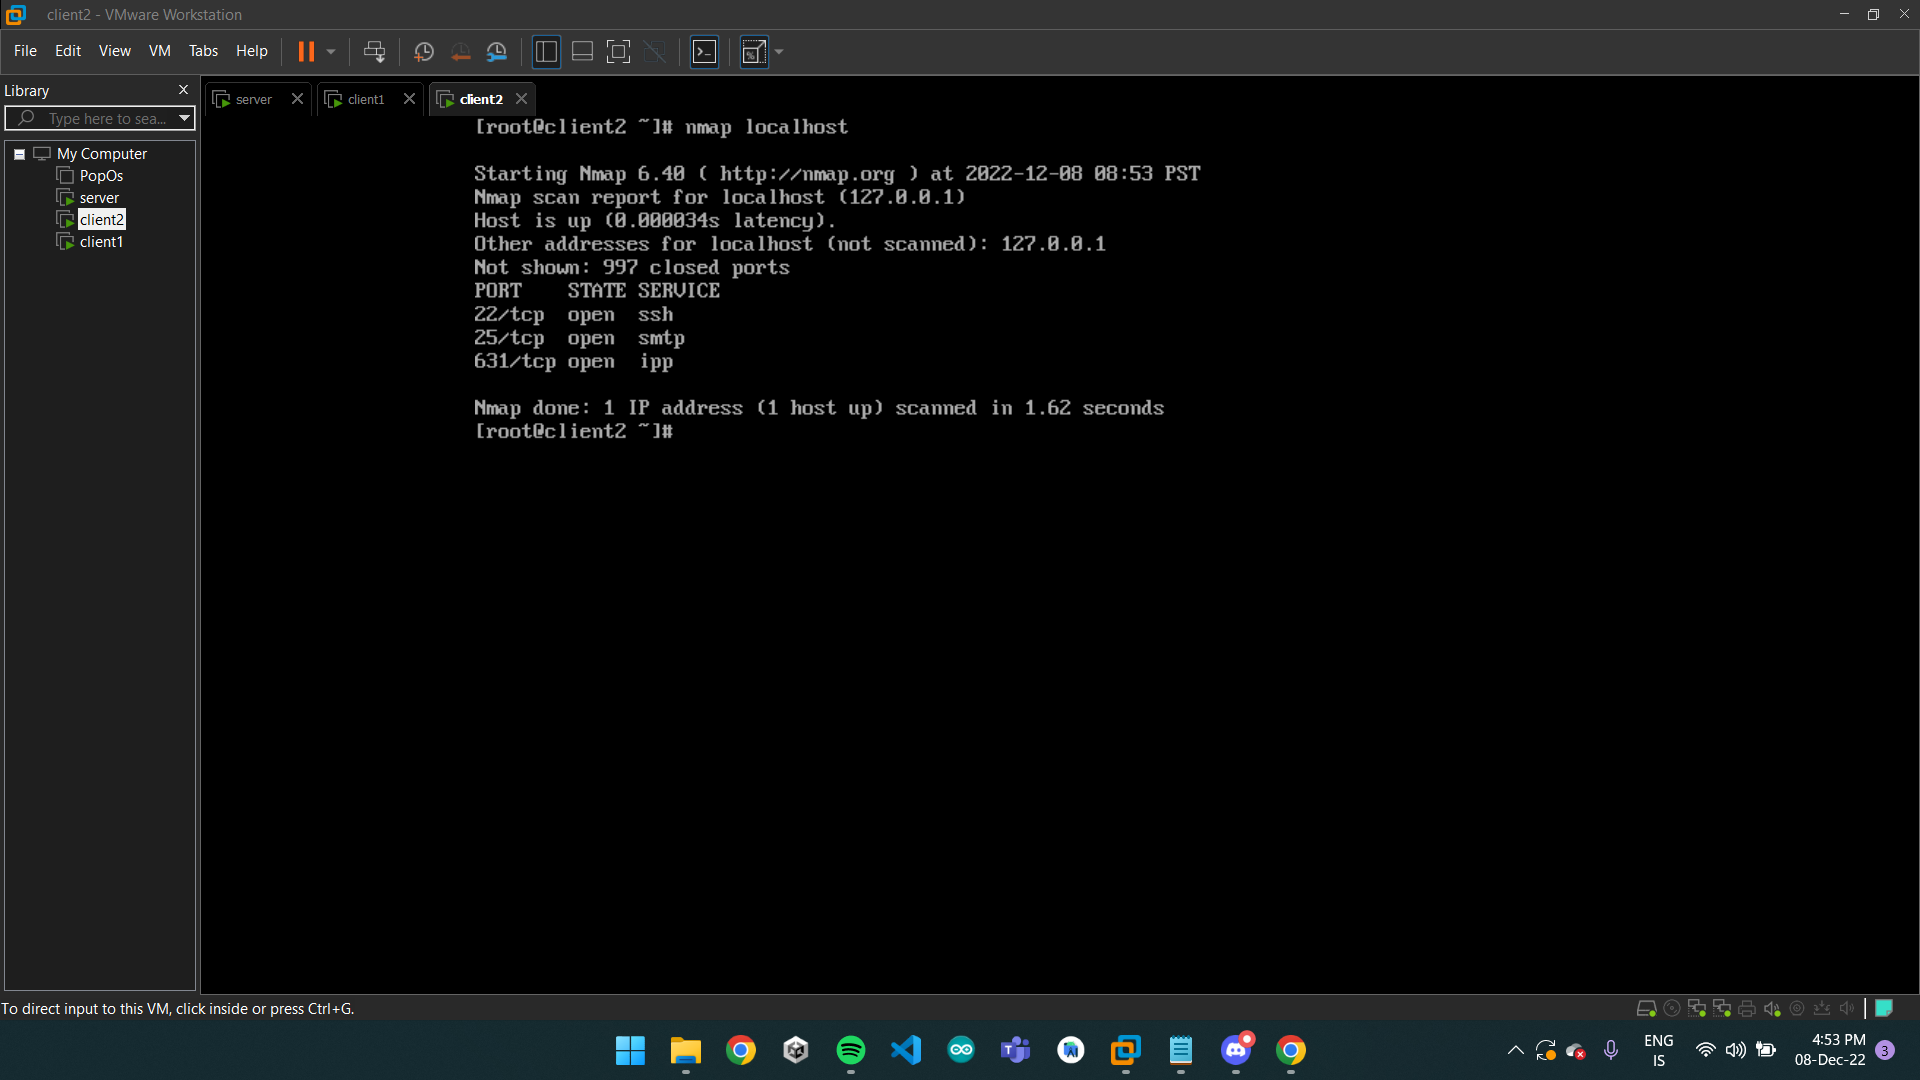 client2 - VMware Workstation
File Edit View VM Tabs Help
Library
Type here to sea...
My Computer
PopOs
server
client2
client1
server client1 client2
[root@client2 ~]# nmap localhost
Starting Nmap 6.40 ( http://nmap.org ) at 2022-12-08 08:53 PST
Nmap scan report for localhost (127.0.0.1)
Host is up (0.000034s latency).
Other addresses for localhost (not scanned): 127.0.0.1
Not shown: 997 closed ports
PORT    STATE SERVICE
22/tcp  open  ssh
25/tcp  open  smtp
631/tcp open  ipp
Nmap done: 1 IP address (1 host up) scanned in 1.62 seconds
[root@client2 ~]#
To direct input to this VM, click inside or press Ctrl+G.
ENG
IS
4:53 PM
08-Dec-22
3